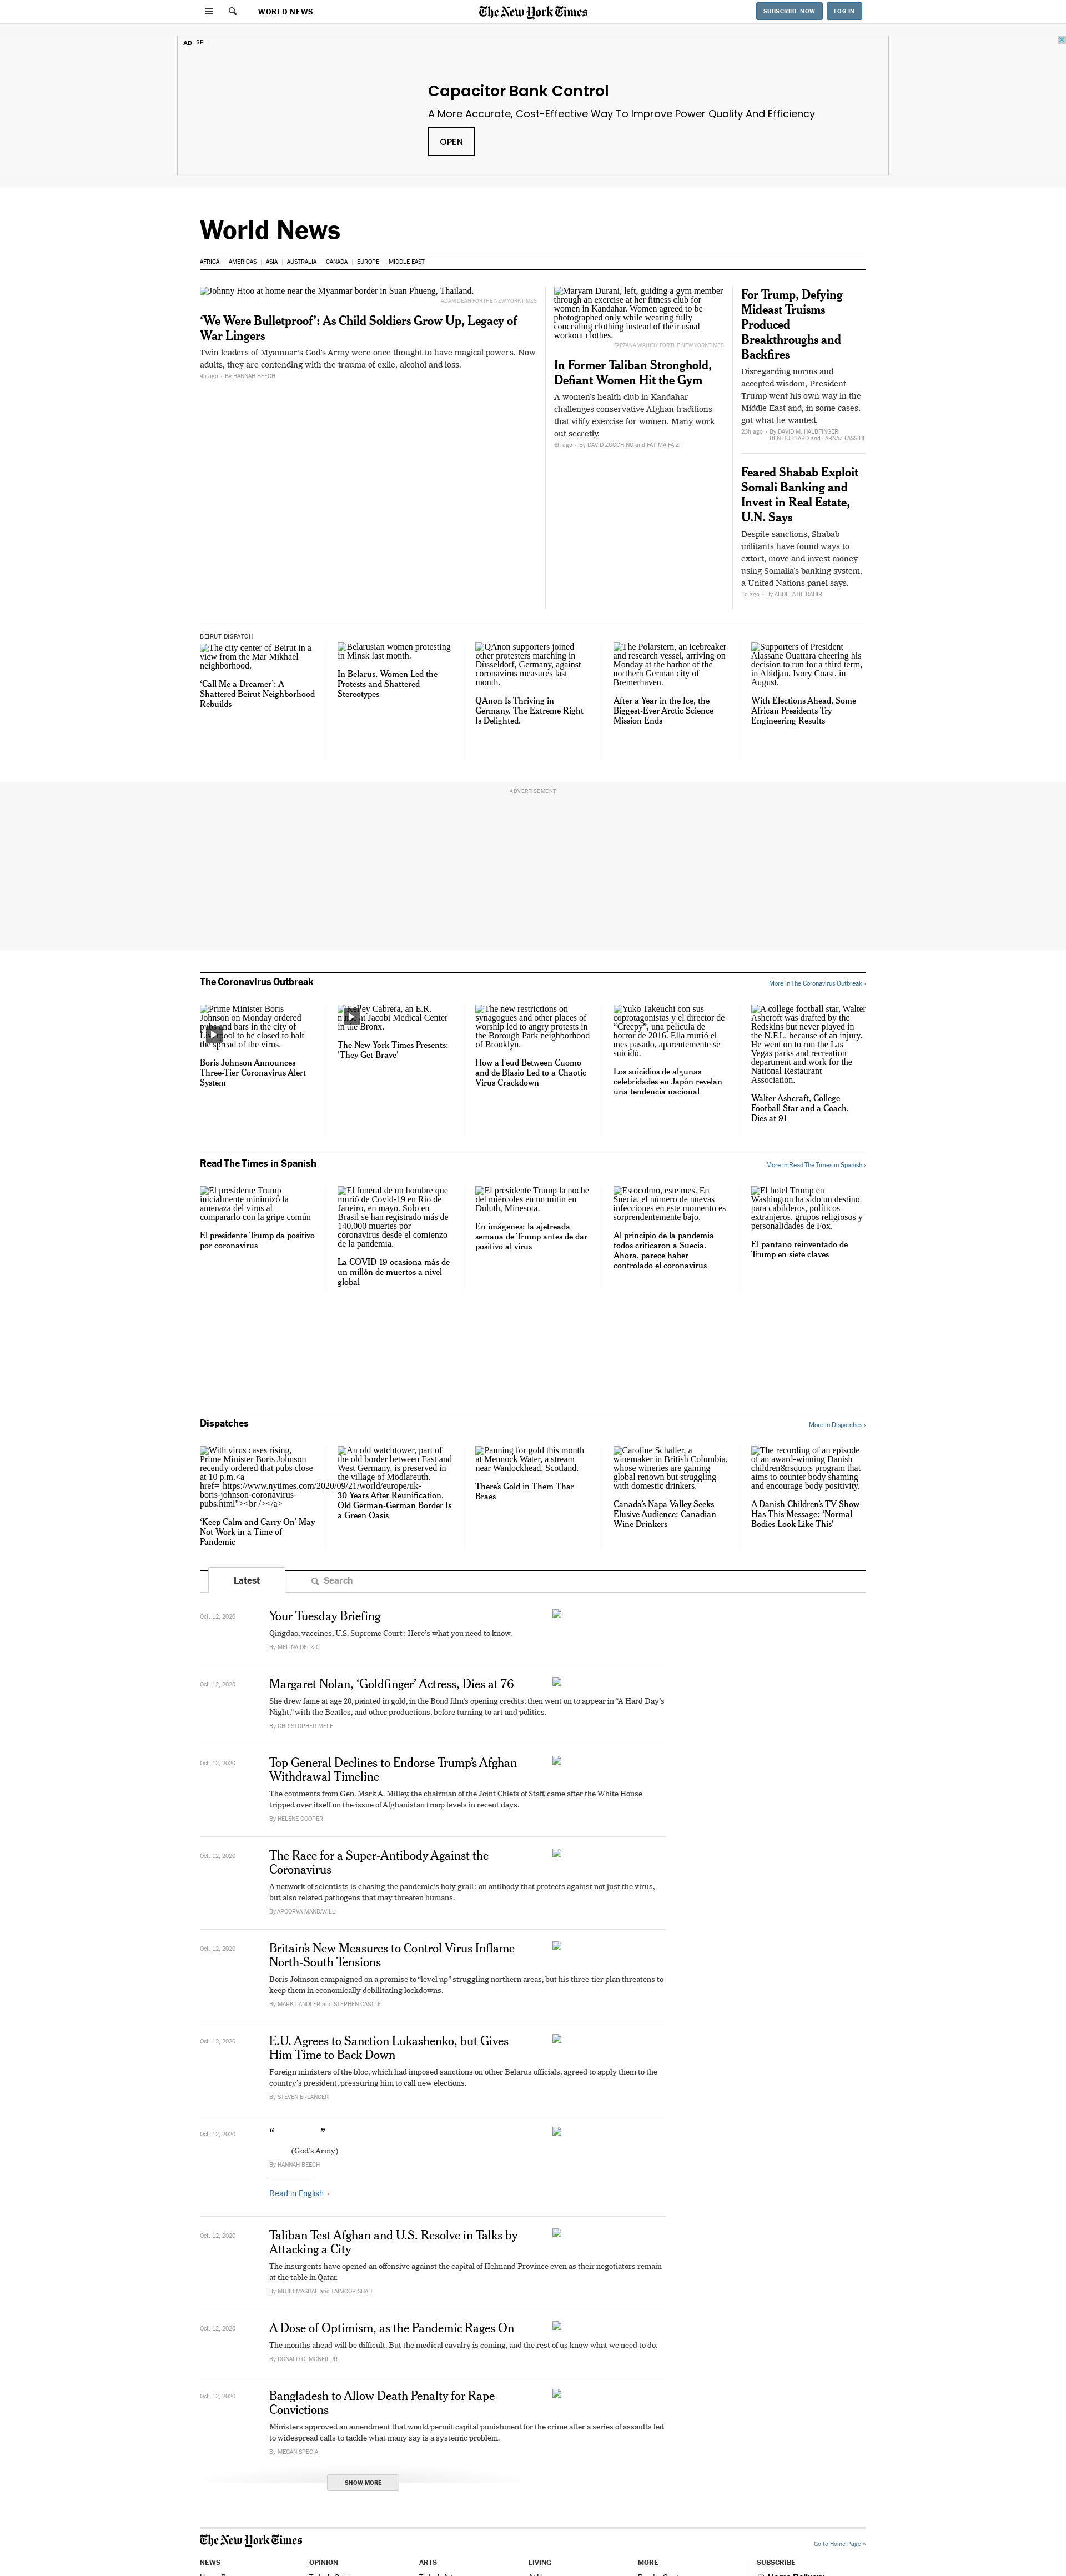 WORLD NEWS
The New York Times
SUBSCRIBE NOW
LOG IN
AD SEL
Capacitor Bank Control
A More Accurate, Cost-Effective Way To Improve Power Quality And Efficiency
OPEN
World News
AFRICA
AMERICAS
ASIA
AUSTRALIA
CANADA
EUROPE
MIDDLE EAST
Johnny Htoo at home near the Myanmar border in Suan Phueng, Thailand.
ADAM DEAN FOR THE NEW YORK TIMES
‘We Were Bulletproof’: As Child Soldiers Grow Up, Legacy of
War Lingers
Twin leaders of Myanmar’s God’s Army were once thought to have magical powers. Now
adults, they are contending with the trauma of exile, alcohol and loss.
4h ago - By HANNAH BEECH
Maryam Durani, left, guiding a gym member
through an exercise at her fitness club for
women in Kandahar. Women agreed to be
photographed only while wearing fully
concealing clothing instead of their usual
workout clothes.
FARZANA WAHIDY FOR THE NEW YORK TIMES
In Former Taliban Stronghold,
Defiant Women Hit the Gym
A women’s health club in Kandahar
challenges conservative Afghan traditions
that vilify exercise for women. Many work
out secretly.
6h ago - By DAVID ZUCCHINO and FATIMA FAIZI
For Trump, Defying
Mideast Truisms
Produced
Breakthroughs and
Backfires
Disregarding norms and
accepted wisdom, President
Trump went his own way in the
Middle East and, in some cases,
got what he wanted.
23h ago - By DAVID M. HALBFINGER,
BEN HUBBARD and FARNAZ FASSIHI
Feared Shabab Exploit
Somali Banking and
Invest in Real Estate,
U.N. Says
Despite sanctions, Shabab
militants have found ways to
extort, move and invest money
using Somalia’s banking system,
a United Nations panel says.
1d ago - By ABDI LATIF DAHIR
BEIRUT DISPATCH
The city center of Beirut in a
view from the Mar Mikhael
neighborhood.
‘Call Me a Dreamer’: A
Shattered Beirut Neighborhood
Rebuilds
Belarusian women protesting
in Minsk last month.
In Belarus, Women Led the
Protests and Shattered
Stereotypes
QAnon supporters joined
other protesters marching in
Düsseldorf, Germany, against
coronavirus measures last
month.
QAnon Is Thriving in
Germany. The Extreme Right
Is Delighted.
The Polarstern, an icebreaker
and research vessel, arriving on
Monday at the harbor of the
northern German city of
Bremerhaven.
After a Year in the Ice, the
Biggest-Ever Arctic Science
Mission Ends
Supporters of President
Alassane Ouattara cheering his
decision to run for a third term,
in Abidjan, Ivory Coast, in
August.
With Elections Ahead, Some
African Presidents Try
Engineering Results
ADVERTISEMENT
The Coronavirus Outbreak
More in The Coronavirus Outbreak ›
Prime Minister Boris
Johnson on Monday ordered
and bars in the city of
ool to be closed to halt
the spread of the virus.
Boris Johnson Announces
Three-Tier Coronavirus Alert
System
Cabrera, an E.R.
Jacobi Medical Center
Bronx.
The New York Times Presents:
'They Get Brave'
The new restrictions on
synagogues and other places of
worship led to angry protests in
the Borough Park neighborhood
of Brooklyn.
How a Feud Between Cuomo
and de Blasio Led to a Chaotic
Virus Crackdown
Yuko Takeuchi con sus
coprotagonistas y el director de
“Creepy”, una película de
horror de 2016. Ella murió el
mes pasado, aparentemente se
suicidó.
Los suicidios de algunas
celebridades en Japón revelan
una tendencia nacional
A college football star, Walter
Ashcroft was drafted by the
Redskins but never played in
the N.F.L. because of an injury.
He went on to run the Las
Vegas parks and recreation
department and work for the
National Restaurant
Association.
Walter Ashcraft, College
Football Star and a Coach,
Dies at 91
Read The Times in Spanish
More in Read The Times in Spanish ›
El presidente Trump
inicialmente minimizó la
amenaza del virus al
compararlo con la gripe común
El presidente Trump da positivo
por coronavirus
El funeral de un hombre que
murió de Covid-19 en Río de
Janeiro, en mayo. Solo en
Brasil se han registrado más de
140.000 muertes por
coronavirus desde el comienzo
de la pandemia.
La COVID-19 ocasiona más de
un millón de muertos a nivel
global
El presidente Trump la noche
del miércoles en un mitin en
Duluth, Minesota.
En imágenes: la ajetreada
semana de Trump antes de dar
positivo al virus
Estocolmo, este mes. En
Suecia, el número de nuevas
infecciones en este momento es
sorprendentemente bajo.
Al principio de la pandemia
todos criticaron a Suecia.
Ahora, parece haber
controlado el coronavirus
El hotel Trump en
Washington ha sido un destino
para cabilderos, políticos
extranjeros, grupos religiosos y
personalidades de Fox.
El pantano reinventado de
Trump en siete claves
Dispatches
More in Dispatches ›
With virus cases rising,
Prime Minister Boris Johnson
recently ordered that pubs close
at 10 p.m.<a
href="https://www.nytimes.com/2020/09/21/world/europe/uk-
boris-johnson-coronavirus-
pubs.html"><br /></a>
‘Keep Calm and Carry On’ May
Not Work in a Time of
Pandemic
An old watchtower, part of
the old border between East and
West Germany, is preserved in
the village of Mödlareuth.
30 Years After Reunification,
Old German-German Border Is
a Green Oasis
Panning for gold this month
at Mennock Water, a stream
near Wanlockhead, Scotland.
There’s Gold in Them Thar
Braes
Caroline Schaller, a
winemaker in British Columbia,
whose wineries are gaining
global renown but struggling
with domestic drinkers.
Canada’s Napa Valley Seeks
Elusive Audience: Canadian
Wine Drinkers
The recording of an episode
of an award-winning Danish
children&rsquo;s program that
aims to counter body shaming
and encourage body positivity.
A Danish Children’s TV Show
Has This Message: ‘Normal
Bodies Look Like This’
Latest
Search
Oct. 12, 2020
Your Tuesday Briefing
Qingdao, vaccines, U.S. Supreme Court: Here’s what you need to know.
By MELINA DELKIC
Oct. 12, 2020
Margaret Nolan, ‘Goldfinger’ Actress, Dies at 76
She drew fame at age 20, painted in gold, in the Bond film’s opening credits, then went on to appear in “A Hard Day’s
Night,” with the Beatles, and other productions, before turning to art and politics.
By CHRISTOPHER MELE
Oct. 12, 2020
Top General Declines to Endorse Trump’s Afghan
Withdrawal Timeline
The comments from Gen. Mark A. Milley, the chairman of the Joint Chiefs of Staff, came after the White House
tripped over itself on the issue of Afghanistan troop levels in recent days.
By HELENE COOPER
Oct. 12, 2020
The Race for a Super-Antibody Against the
Coronavirus
A network of scientists is chasing the pandemic’s holy grail: an antibody that protects against not just the virus,
but also related pathogens that may threaten humans.
By APOORVA MANDAVILLI
Oct. 12, 2020
Britain’s New Measures to Control Virus Inflame
North-South Tensions
Boris Johnson campaigned on a promise to “level up” struggling northern areas, but his three-tier plan threatens to
keep them in economically debilitating lockdowns.
By MARK LANDLER and STEPHEN CASTLE
Oct. 12, 2020
E.U. Agrees to Sanction Lukashenko, but Gives
Him Time to Back Down
Foreign ministers of the bloc, which had imposed sanctions on other Belarus officials, agreed to apply them to the
country’s president, pressuring him to call new elections.
By STEVEN ERLANGER
Oct. 12, 2020
“ ”
(God’s Army)
By HANNAH BEECH
Read in English
Oct. 12, 2020
Taliban Test Afghan and U.S. Resolve in Talks by
Attacking a City
The insurgents have opened an offensive against the capital of Helmand Province even as their negotiators remain
at the table in Qatar.
By MUJIB MASHAL and TAIMOOR SHAH
Oct. 12, 2020
A Dose of Optimism, as the Pandemic Rages On
The months ahead will be difficult. But the medical cavalry is coming, and the rest of us know what we need to do.
By DONALD G. MCNEIL JR.
Oct. 12, 2020
Bangladesh to Allow Death Penalty for Rape
Convictions
Ministers approved an amendment that would permit capital punishment for the crime after a series of assaults led
to widespread calls to tackle what many say is a systemic problem.
By MEGAN SPECIA
SHOW MORE
The New York Times
Go to Home Page »
NEWS
OPINION
ARTS
LIVING
MORE
SUBSCRIBE